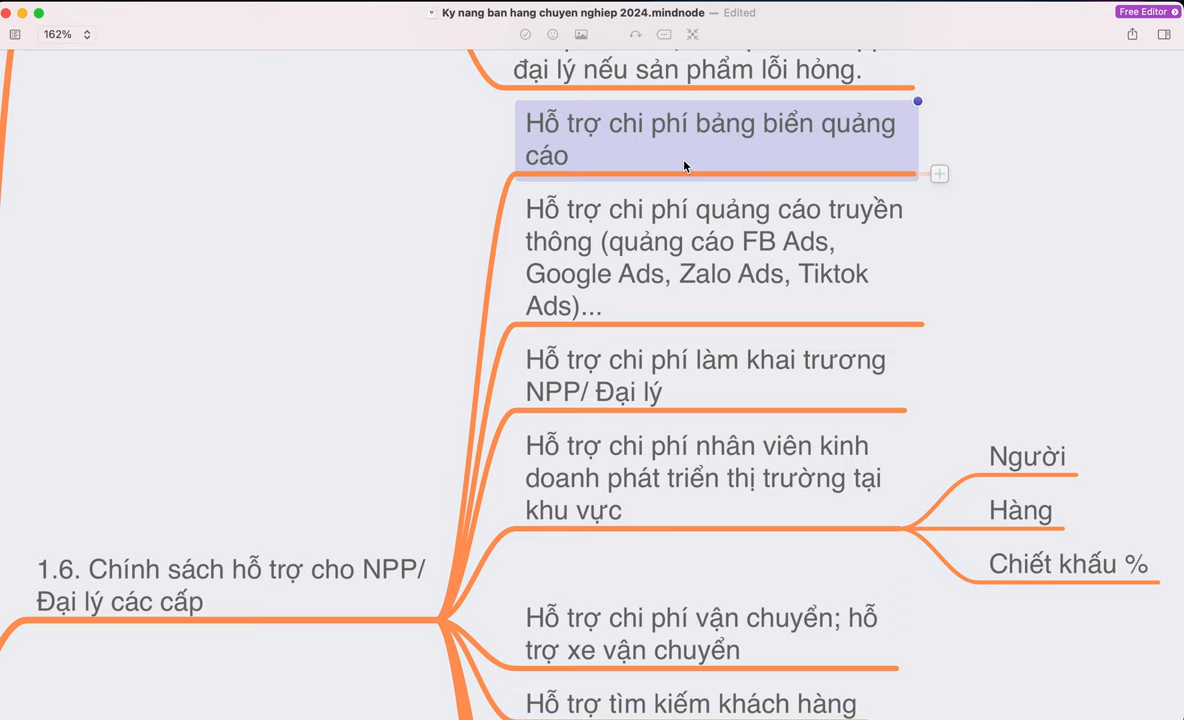 Ky nang ban hang chuyen nghiep 2024.mindnode — Edited
Free Editor
162%
đại lý nếu sản phẩm lỗi hỏng.
Hỗ trợ chi phí bảng biển quảng
cáo
Hỗ trợ chi phí quảng cáo truyền
thông (quảng cáo FB Ads,
Google Ads, Zalo Ads, Tiktok
Ads)...
Hỗ trợ chi phí làm khai trương
NPP/ Đại lý
Hỗ trợ chi phí nhân viên kinh
doanh phát triển thị trường tại
khu vực
Người
Hàng
Chiết khấu %
1.6. Chính sách hỗ trợ cho NPP/
Đại lý các cấp
Hỗ trợ chi phí vận chuyển; hỗ
trợ xe vận chuyển
Hỗ trợ tìm kiếm khách hàng